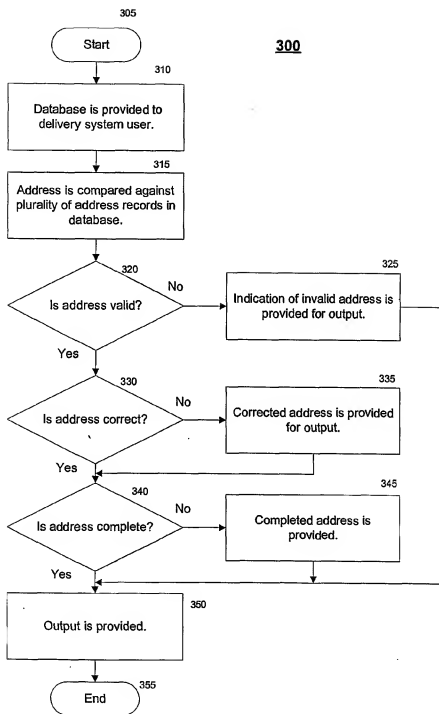 305
Start
300
310
Database is provided to
delivery system user.
315
Address is compared against
plurality of address records in
database.
320
Is address valid?
No
325
Indication of invalid address is
provided for output.
Yes
330
Is address correct?
No
335
Corrected address is provided
for output.
Yes
340
Is address complete?
No
345
Completed address is
provided.
Yes
350
Output is provided.
355
End